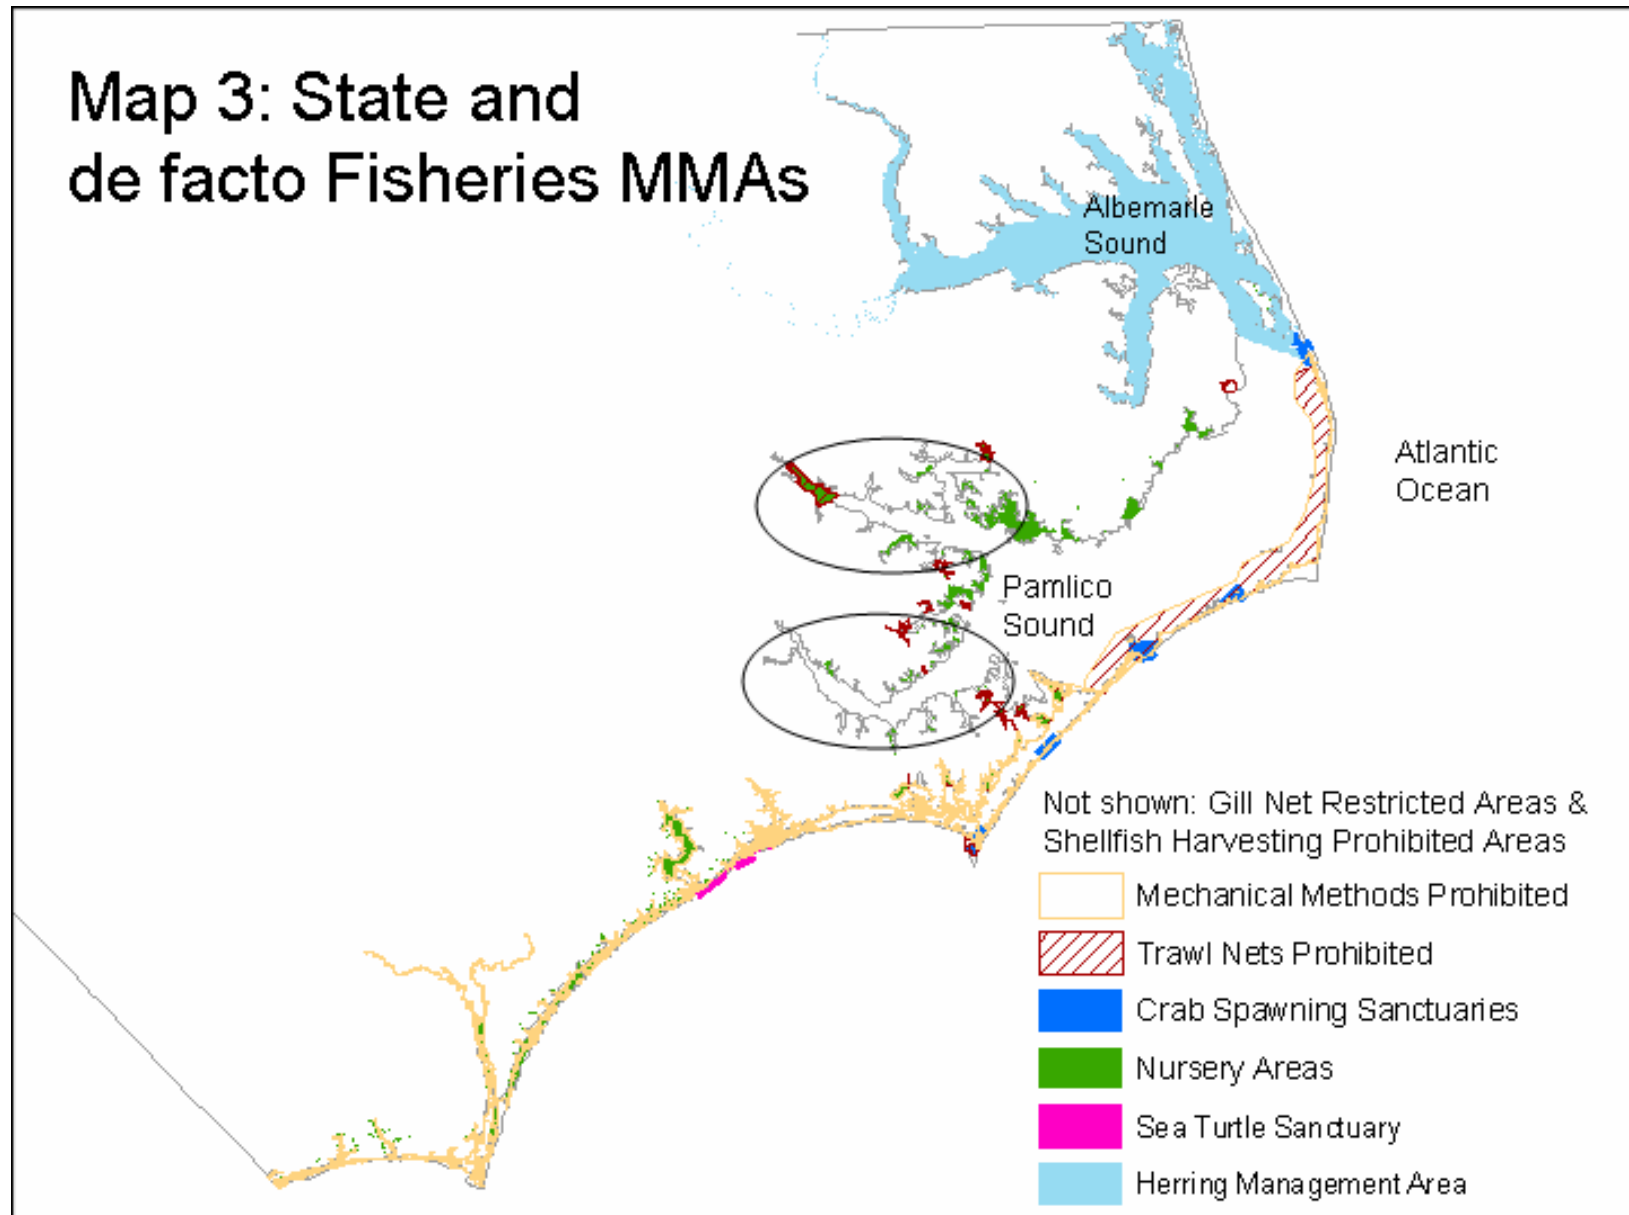 Map 3: State and
de facto Fisheries MMAs
Albemarle
Sound
Atlantic
Ocean
Pamlico
Sound
Not shown: Gill Net Restricted Areas &
Shellfish Harvesting Prohibited Areas
Mechanical Methods Prohibited
Trawl Nets Prohibited
Crab Spawning Sanctuaries
Nursery Areas
Sea Turtle Sanctuary
Herring Management Area